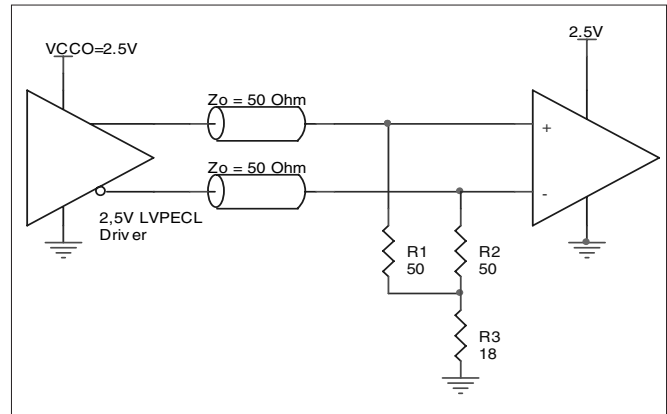 2.5V
VCCO=2.5V
Zo = 50 Ohm
+
Zo = 50 Ohm
-
2,5V LVPECL
Driver
R1
50
R2
50
R3
18